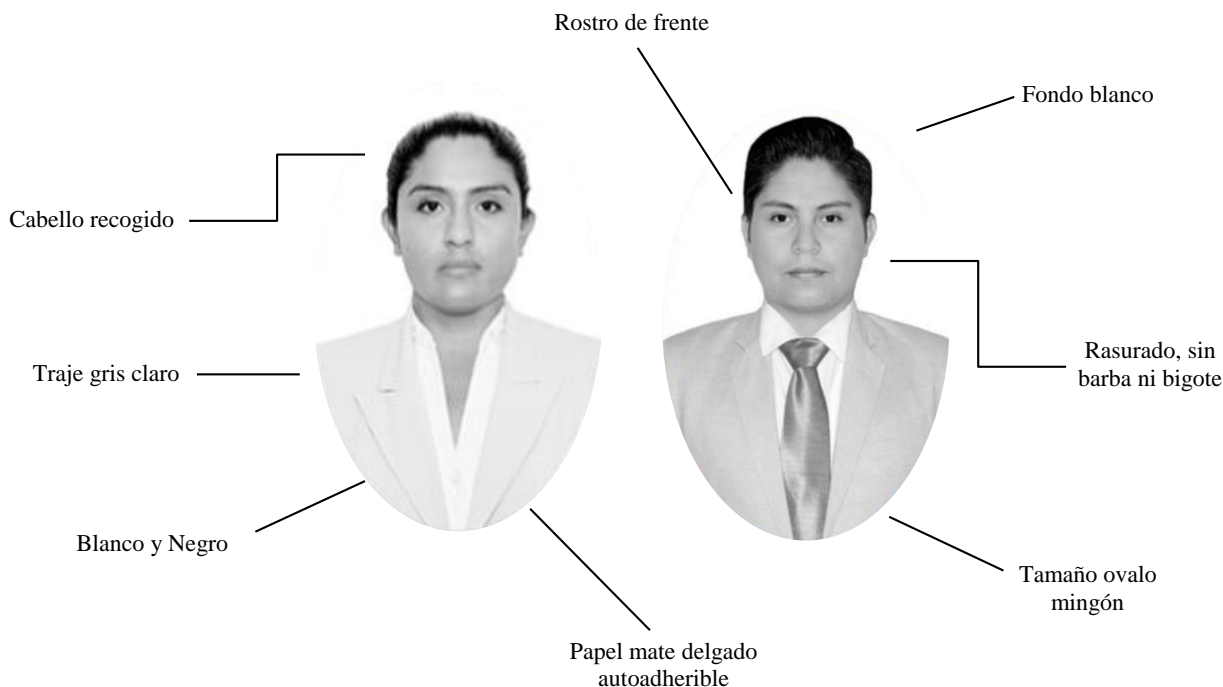 Rostro de frente
Fondo blanco
Cabello recogido
Traje gris claro
Rasurado, sin
barba ni bigote
Blanco y Negro
Tamaño ovalo
mingón
Papel mate delgado
autoadherible